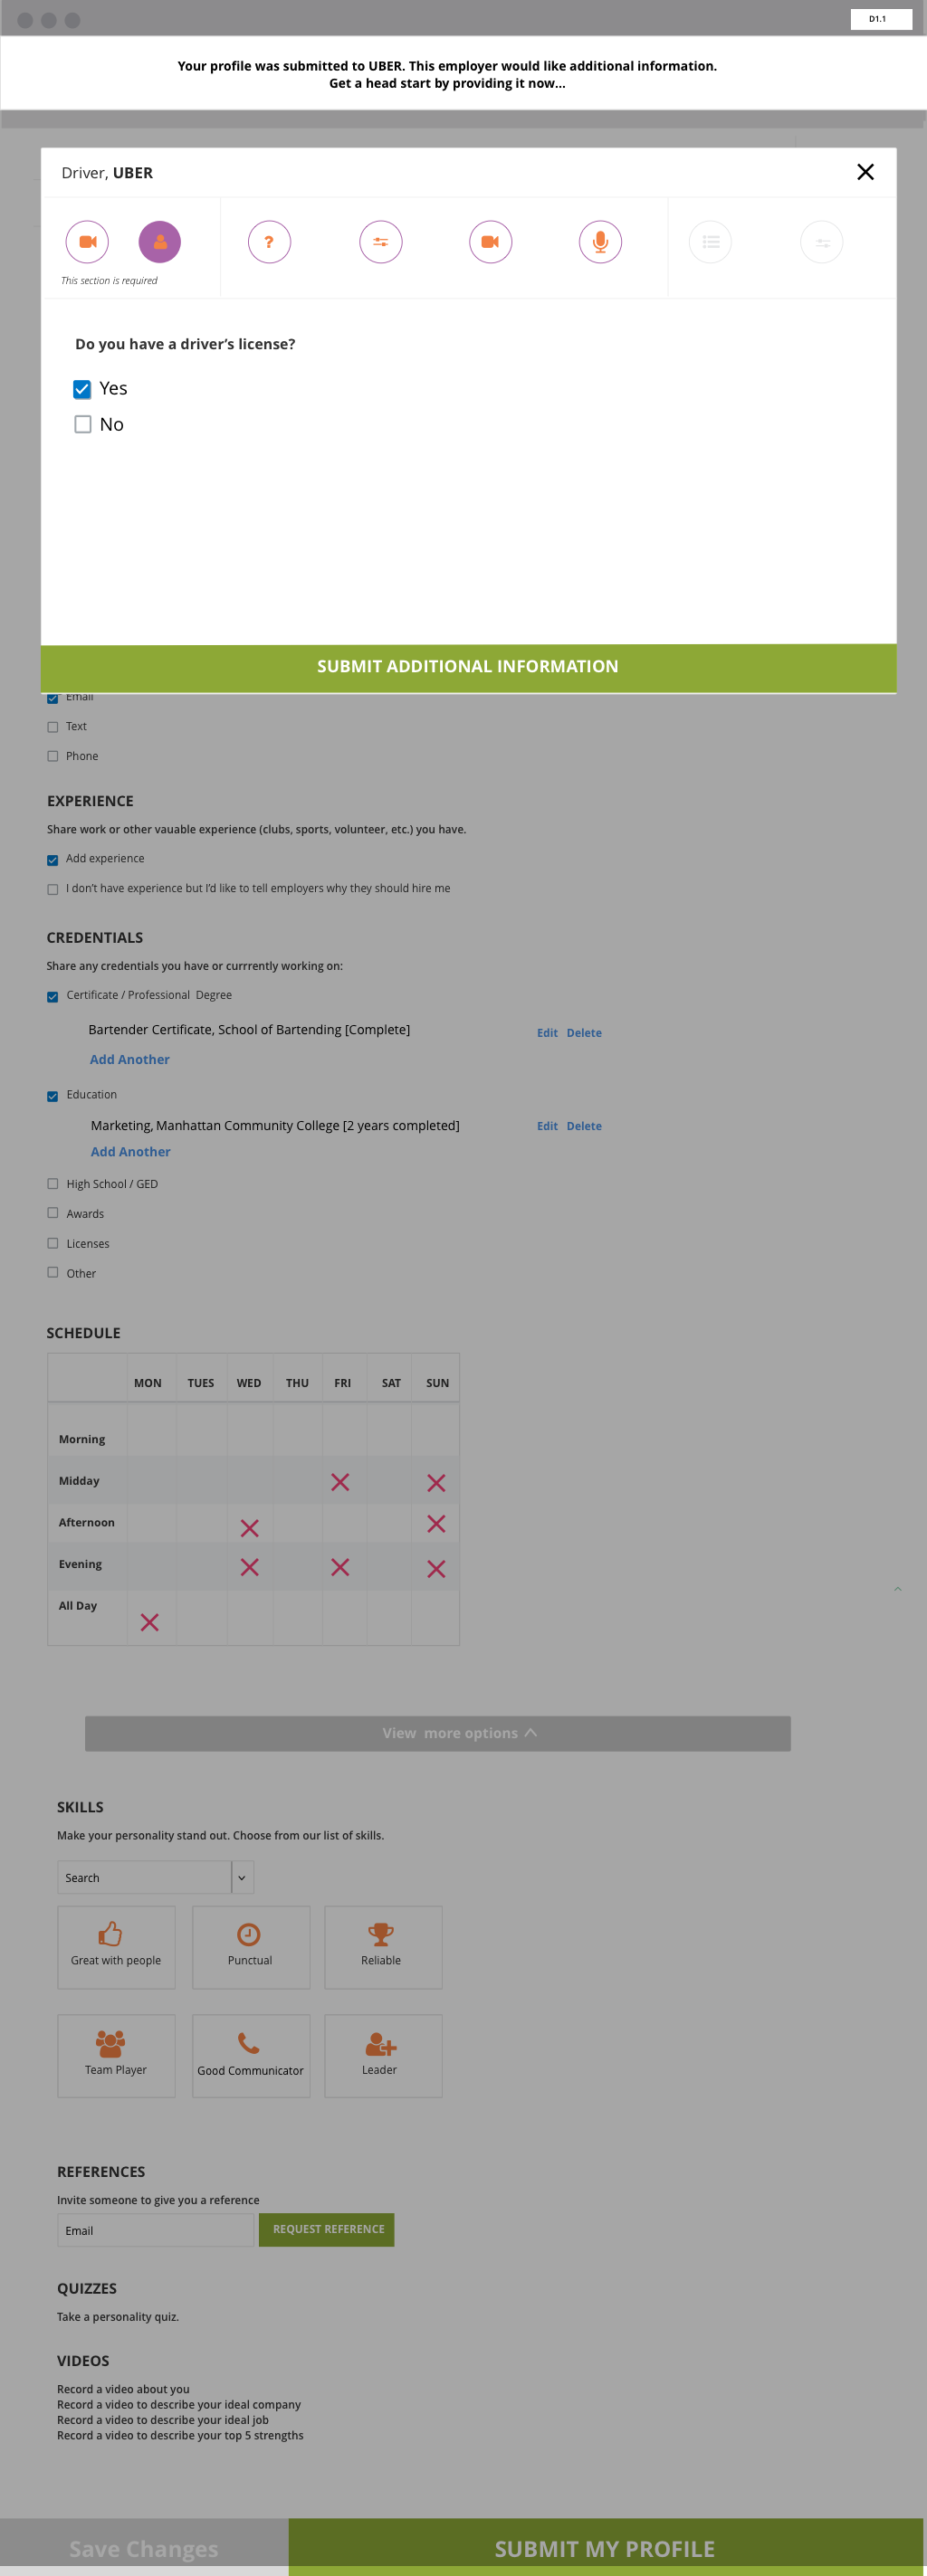 D1.1
Your profile was submitted to UBER. This employer would like additional information.
Get a head start by providing it now...
Driver, UBER
?
This section is required
Do you have a driver’s license?
Yes
No
SUBMIT ADDITIONAL INFORMATION
Email
Text
Phone
EXPERIENCE
Share work or other vauable experience (clubs, sports, volunteer, etc.) you have.
Add experience
I don’t have experience but I’d like to tell employers why they should hire me
CREDENTIALS
Share any credentials you have or currrently working on:
Certificate / Professional Degree
Bartender Certificate, School of Bartending [Complete] Edit Delete
Add Another
Education
Marketing, Manhattan Community College [2 years completed] Edit Delete
Add Another
High School / GED
Awards
Licenses
Other
SCHEDULE
MON TUES WED THU FRI SAT SUN
Morning
Midday
Afternoon
Evening
All Day
View more options
SKILLS
Make your personality stand out. Choose from our list of skills.
Search
Great with people Punctual Reliable
Team Player Good Communicator Leader
REFERENCES
Invite someone to give you a reference
Email REQUEST REFERENCE
QUIZZES
Take a personality quiz.
VIDEOS
Record a video about you
Record a video to describe your ideal company
Record a video to describe your ideal job
Record a video to describe your top 5 strengths
Save Changes SUBMIT MY PROFILE